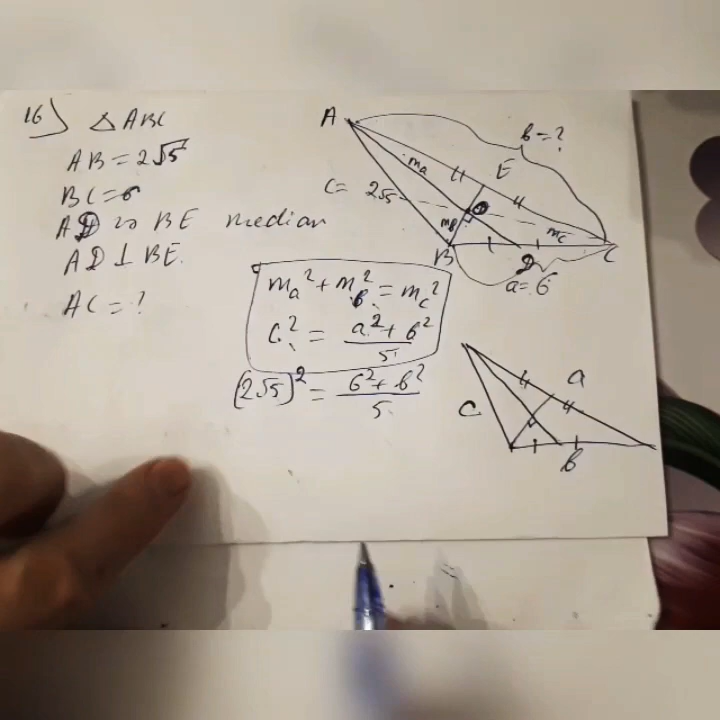 16) △ABC
AB = 2√5
BC = 6
AD və BE median
AD ⊥ BE.
AC = ?
A
b = ?
ma
E
c = 2√5
mb
mc
B
D
C
a = 6
ma² + mb² = mc²
c² = (a² + b²)/5
(2√5)² = (6² + b²)/5
a
c
b